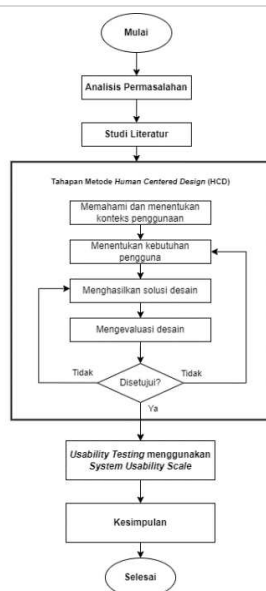 Mulai
Analisis Permasalahan
Studi Literatur
Tahapan Metode Human Centered Design (HCD)
Memahami dan menentukan
konteks penggunaan
Menentukan kebutuhan
pengguna
Menghasilkan solusi desain
Mengevaluasi desain
Tidak
Disetujui?
Tidak
Ya
Usability Testing menggunakan
System Usability Scale
Kesimpulan
Selesai